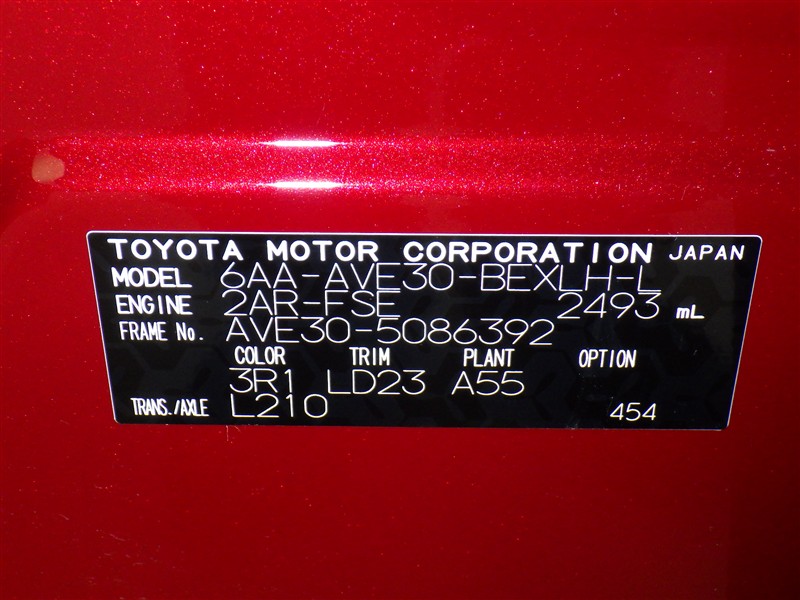 TOYOTA MOTOR CORPORATION JAPAN
MODEL 6AA-AVE30-BEXLH-L
ENGINE 2AR-FSE 2493 mL
FRAME No. AVE30-5086392
COLOR TRIM PLANT OPTION
3R1 LD23 A55
TRANS./AXLE L210 454